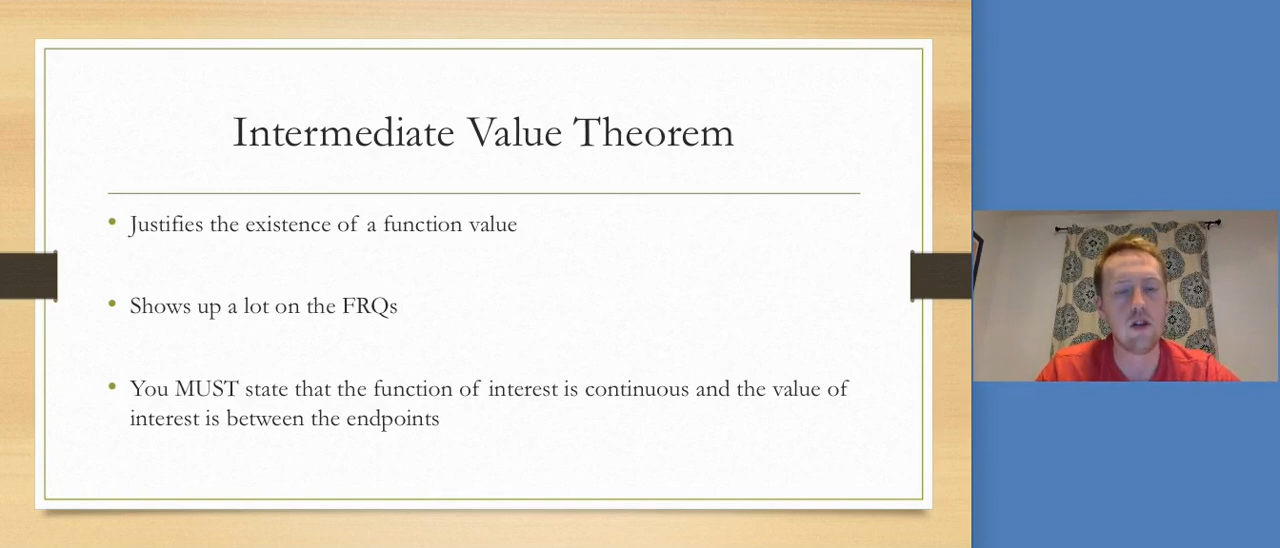 Intermediate Value Theorem
• Justifies the existence of a function value
• Shows up a lot on the FRQs
• You MUST state that the function of interest is continuous and the value of
interest is between the endpoints